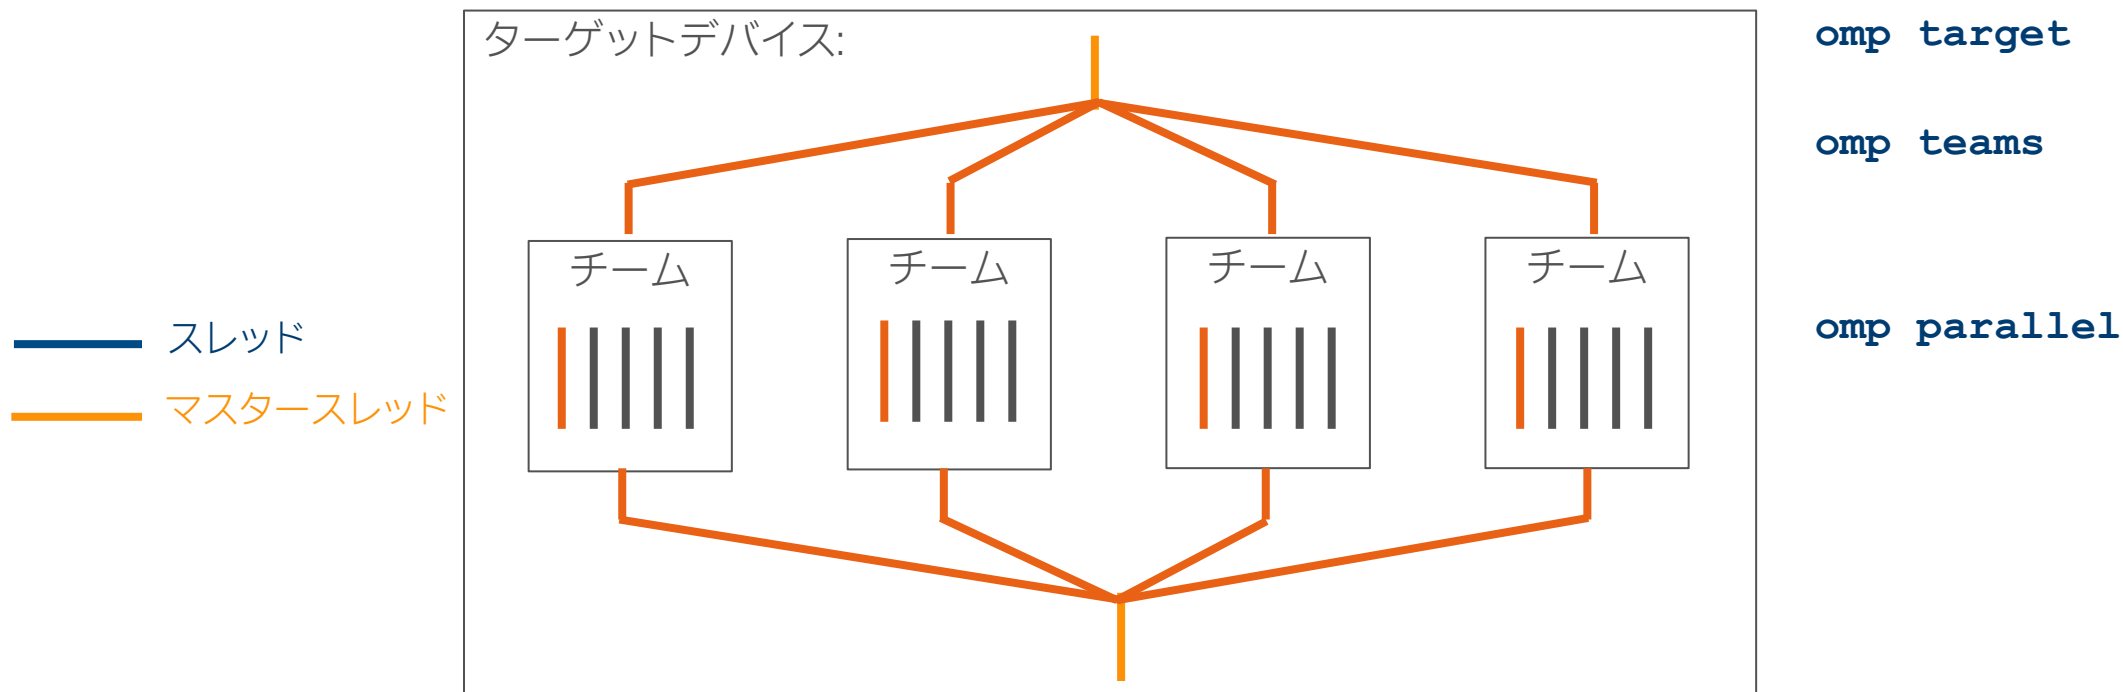 ターゲットデバイス:
omp target
omp teams
チーム
チーム
チーム
チーム
omp parallel
スレッド
マスタースレッド